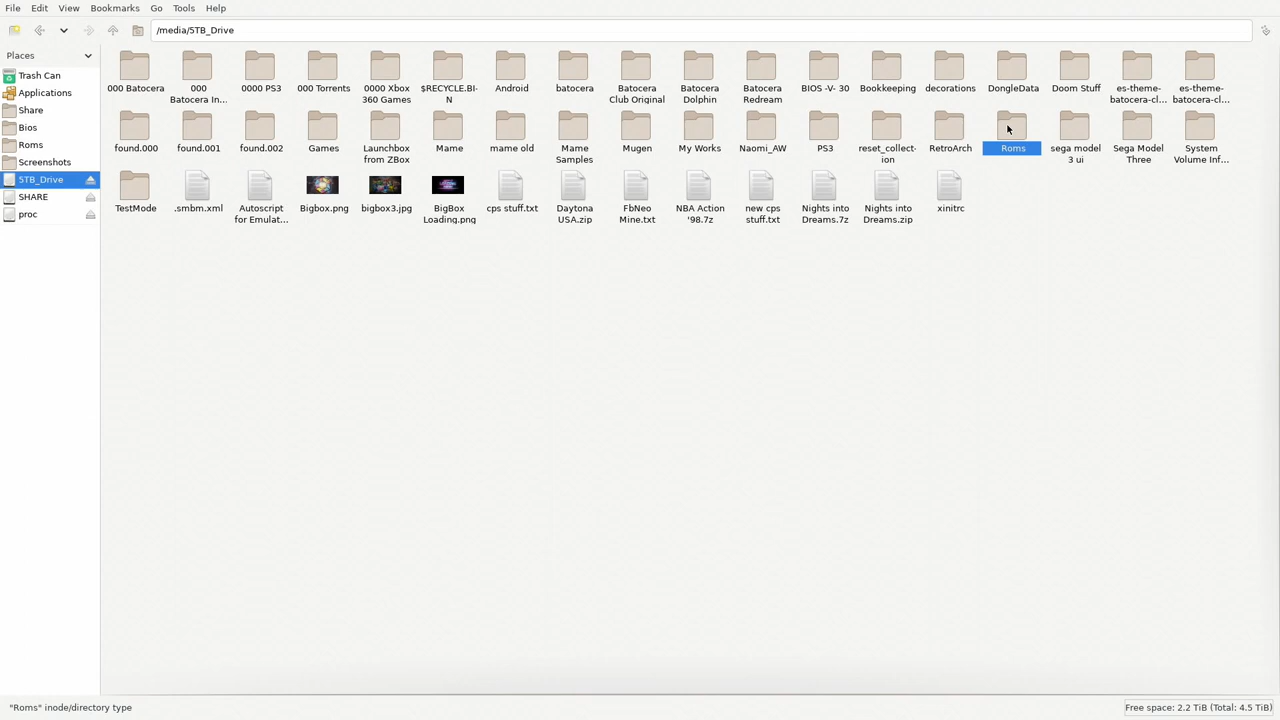 File Edit View Bookmarks Go Tools Help
/media/5TB_Drive
Places
Trash Can
Applications
Share
Bios
Roms
Screenshots
5TB_Drive
SHARE
proc
000 Batocera
000
Batocera In...
0000 PS3
000 Torrents
0000 Xbox
360 Games
$RECYCLE.BI-
N
Android
batocera
Batocera
Club Original
Batocera
Dolphin
Batocera
Redream
BIOS -V- 30
Bookkeeping
decorations
DongleData
Doom Stuff
es-theme-
batocera-cl...
es-theme-
batocera-cl...
found.000
found.001
found.002
Games
Launchbox
from ZBox
Mame
mame old
Mame
Samples
Mugen
My Works
Naomi_AW
PS3
reset_collect-
ion
RetroArch
Roms
sega model
3 ui
Sega Model
Three
System
Volume Inf...
TestMode
.smbm.xml
Autoscript
for Emulat...
Bigbox.png
bigbox3.jpg
BigBox
Loading.png
cps stuff.txt
Daytona
USA.zip
FbNeo
Mine.txt
NBA Action
'98.7z
new cps
stuff.txt
Nights into
Dreams.7z
Nights into
Dreams.zip
xinitrc
"Roms" inode/directory type
Free space: 2.2 TiB (Total: 4.5 TiB)